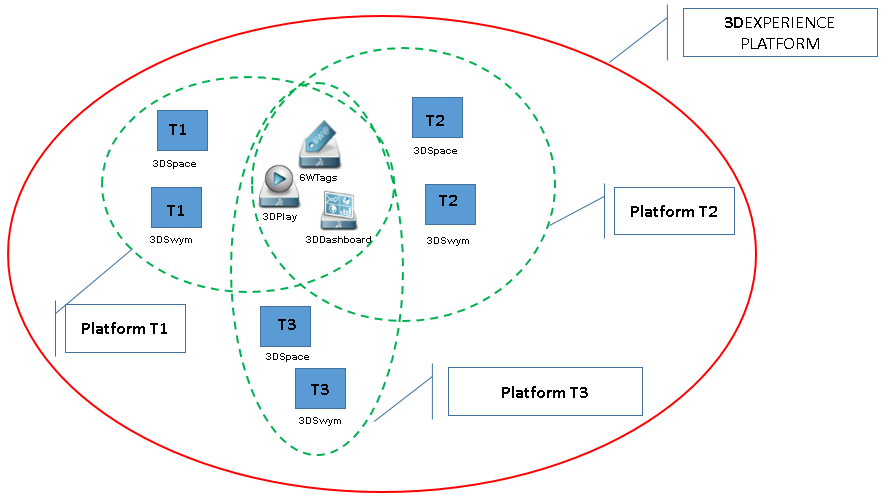 3DEXPERIENCE
PLATFORM
T1
3DSpace
T1
3DSwym
6WTags
3DPlay
3DDashboard
T2
3DSpace
T2
3DSwym
Platform T2
Platform T1
T3
3DSpace
T3
3DSwym
Platform T3